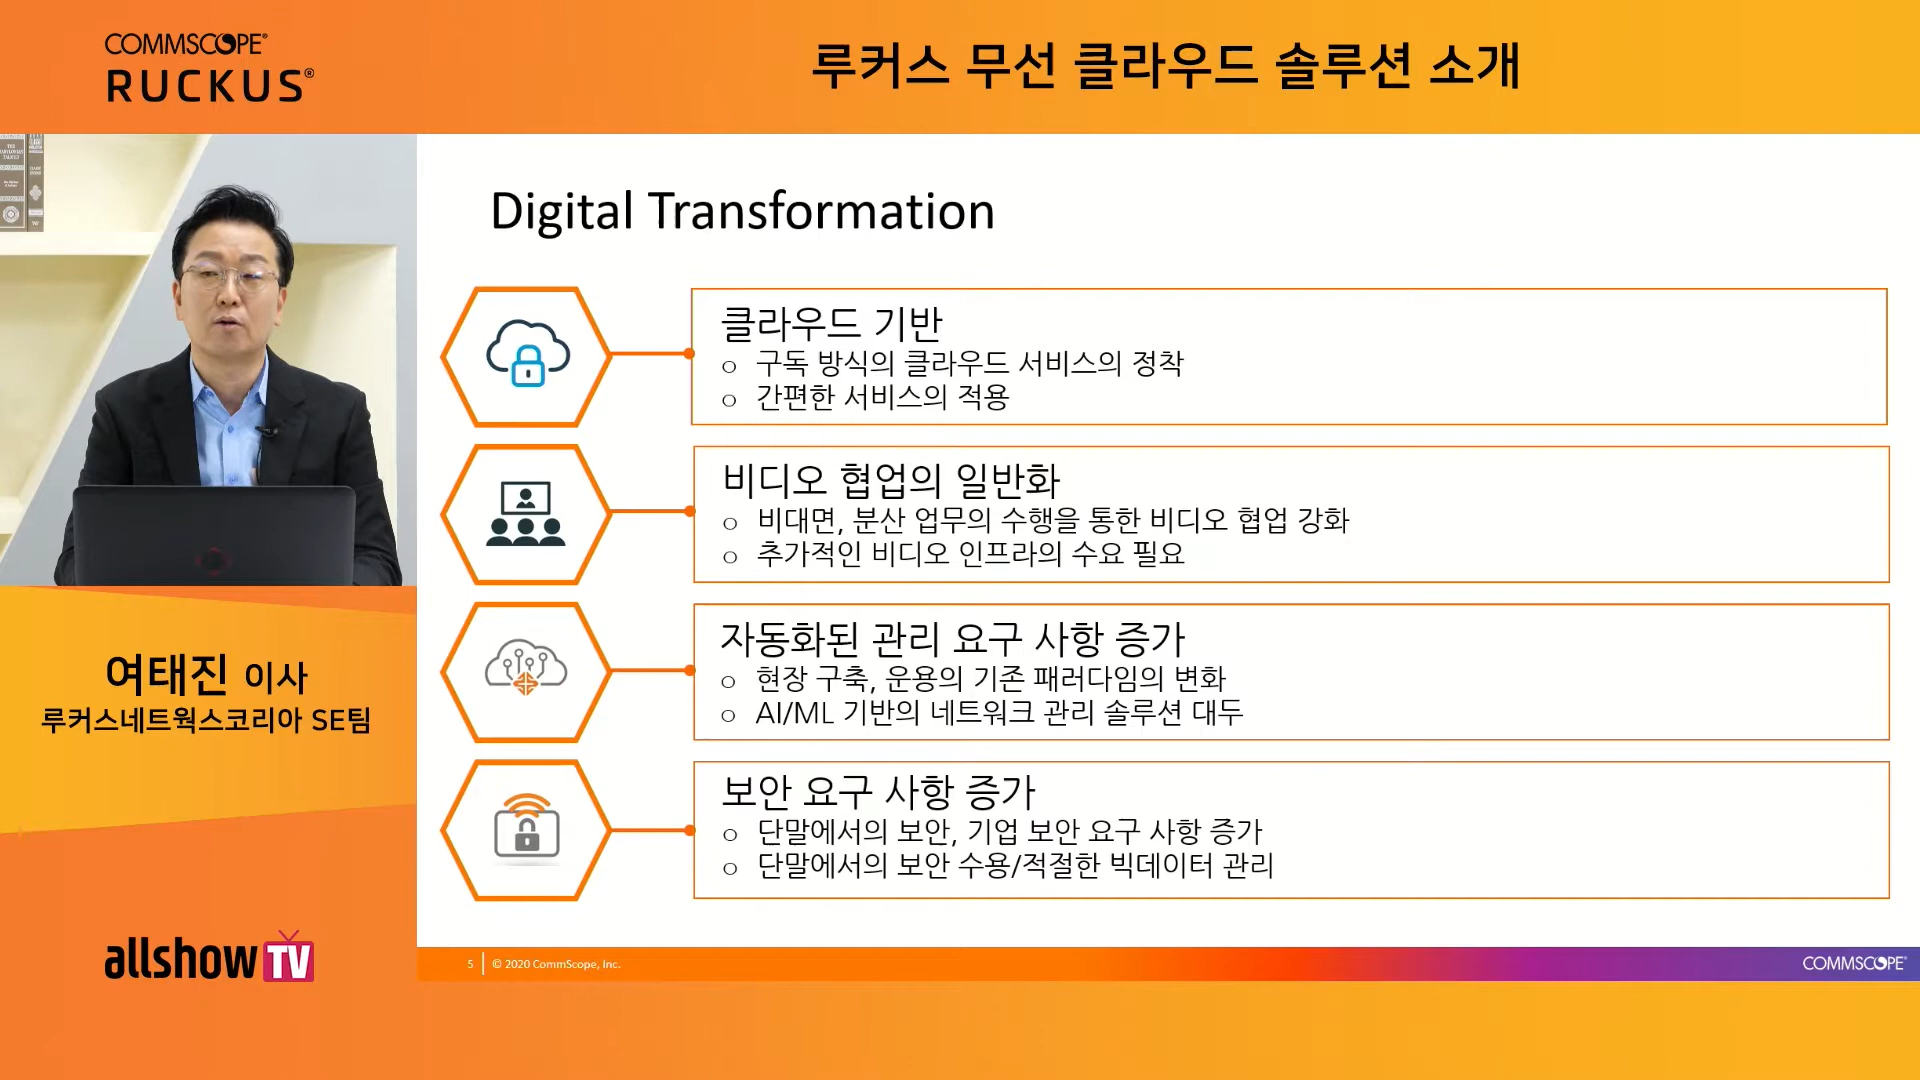 COMMSCOPE®
RUCKUS®
루커스 무선 클라우드 솔루션 소개
Digital Transformation
클라우드 기반
o 구독 방식의 클라우드 서비스의 정착
o 간편한 서비스의 적용
비디오 협업의 일반화
o 비대면, 분산 업무의 수행을 통한 비디오 협업 강화
o 추가적인 비디오 인프라의 수요 필요
자동화된 관리 요구 사항 증가
o 현장 구축, 운용의 기존 패러다임의 변화
o AI/ML 기반의 네트워크 관리 솔루션 대두
보안 요구 사항 증가
o 단말에서의 보안, 기업 보안 요구 사항 증가
o 단말에서의 보안 수용/적절한 빅데이터 관리
여태진 이사
루커스네트웍스코리아 SE팀
allshowTV
5 © 2020 CommScope, Inc.
COMMSCOPE®